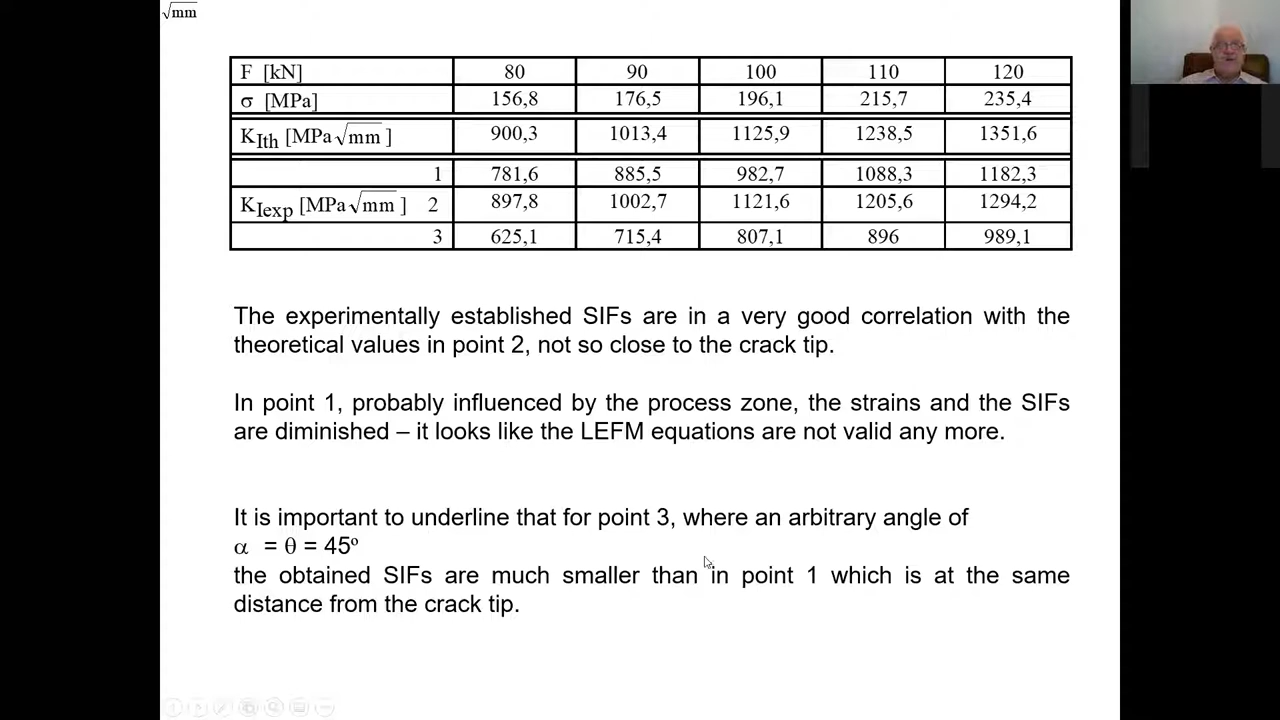 √mm
F [kN] 80 90 100 110 120
σ [MPa] 156,8 176,5 196,1 215,7 235,4
KIth [MPa√mm ] 900,3 1013,4 1125,9 1238,5 1351,6
1 781,6 885,5 982,7 1088,3 1182,3
KIexp [MPa√mm ] 2 897,8 1002,7 1121,6 1205,6 1294,2
3 625,1 715,4 807,1 896 989,1
The experimentally established SIFs are in a very good correlation with the
theoretical values in point 2, not so close to the crack tip.
In point 1, probably influenced by the process zone, the strains and the SIFs
are diminished – it looks like the LEFM equations are not valid any more.
It is important to underline that for point 3, where an arbitrary angle of
α = θ = 45º
the obtained SIFs are much smaller than in point 1 which is at the same
distance from the crack tip.